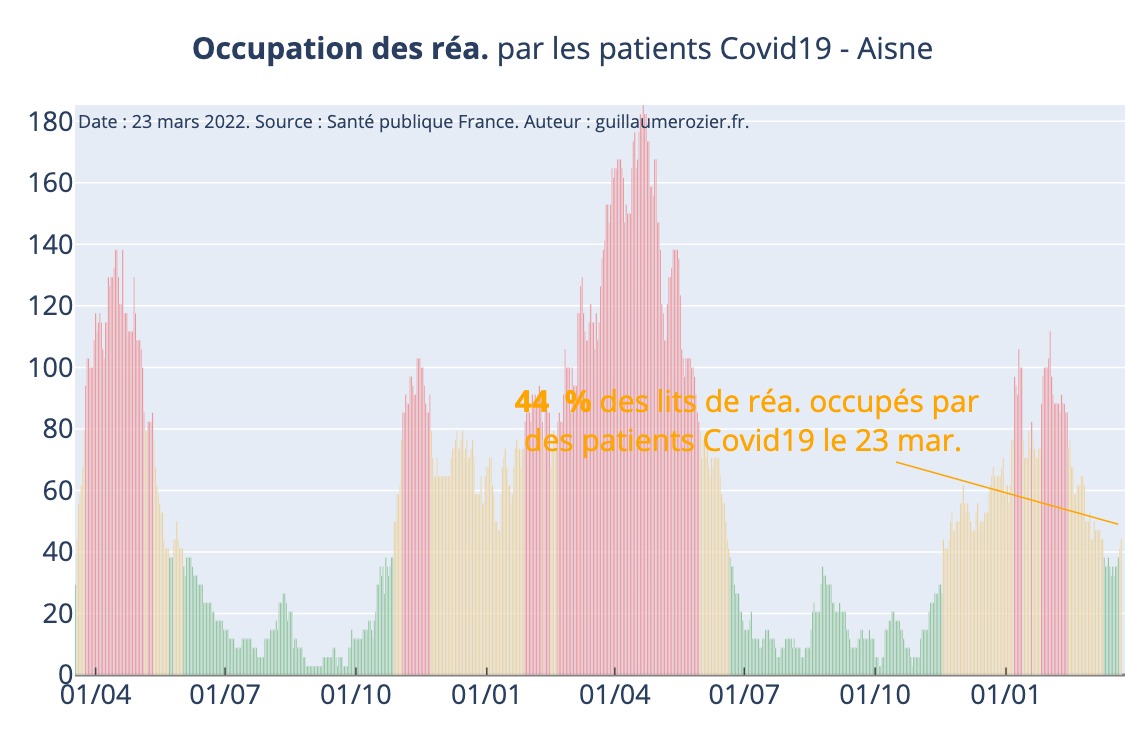 Occupation des réa. par les patients Covid19 - Aisne
180
Date : 23 mars 2022. Source : Santé publique France. Auteur : guillaumerozier.fr.
160
140
120
100
44 % des lits de réa. occupés par
80
des patients Covid19 le 23 mar.
60
40
20
0
01/04 01/07 01/10 01/01 01/04 01/07 01/10 01/01